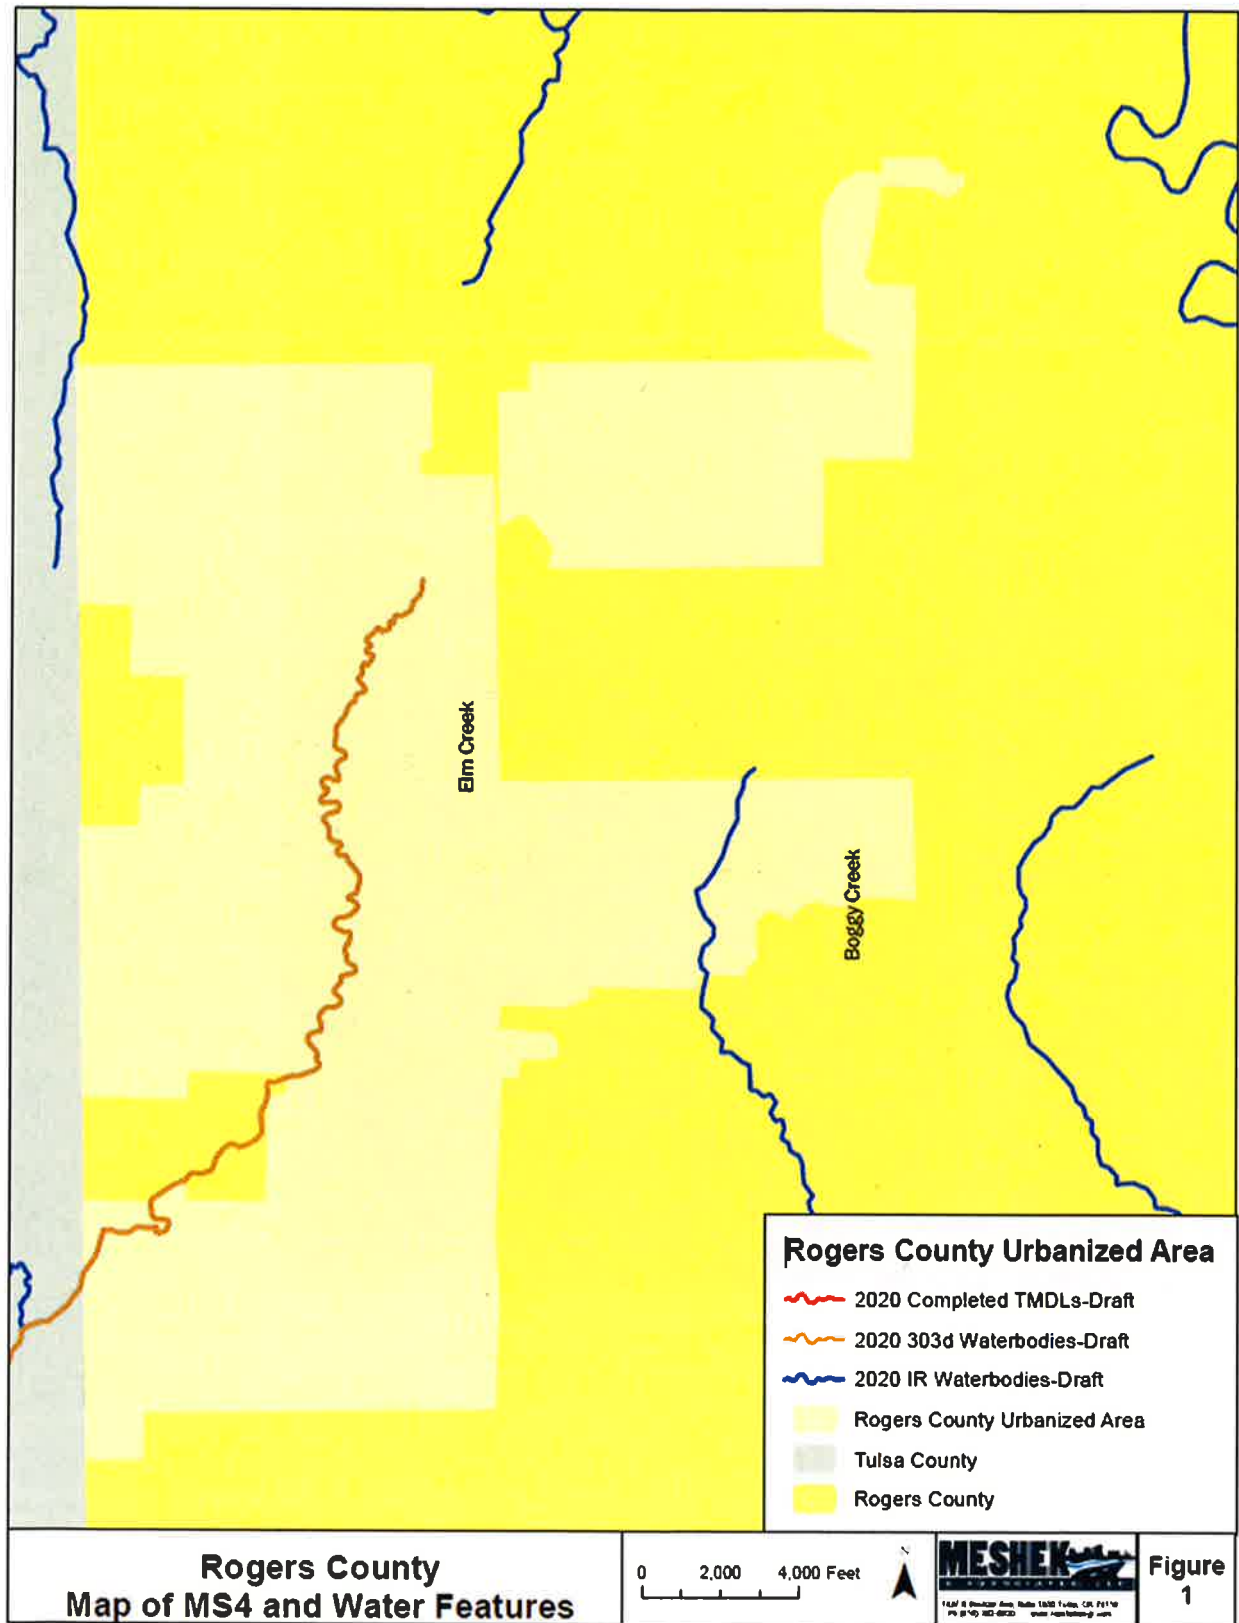 Elm Creek
Boggy Creek
Rogers County Urbanized Area
2020 Completed TMDLs-Draft
2020 303d Waterbodies-Draft
2020 IR Waterbodies-Draft
Rogers County Urbanized Area
Tulsa County
Rogers County
Rogers County
Map of MS4 and Water Features
0 2,000 4,000 Feet
N
MESHEK
Figure
1